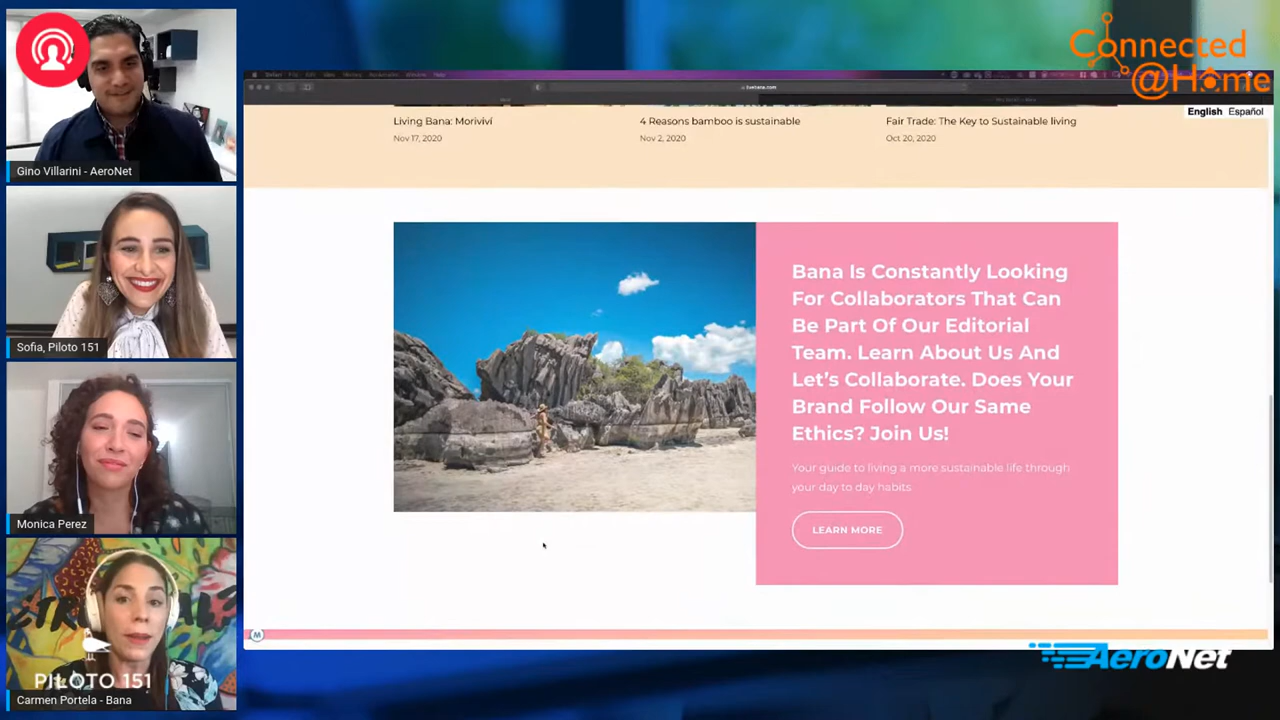 Connected
@Home
English Español
Living Bana: Moriviví
4 Reasons bamboo is sustainable
Fair Trade: The Key to Sustainable living
Nov 17, 2020
Nov 2, 2020
Oct 20, 2020
Gino Villarini - AeroNet
Sofia, Piloto 151
Monica Perez
PILOTO 151
Carmen Portela - Bana
Bana Is Constantly Looking
For Collaborators That Can
Be Part Of Our Editorial
Team. Learn About Us And
Let's Collaborate. Does Your
Brand Follow Our Same
Ethics? Join Us!
Your guide to living a more sustainable life through
your day to day habits.
LEARN MORE
M
AeroNet